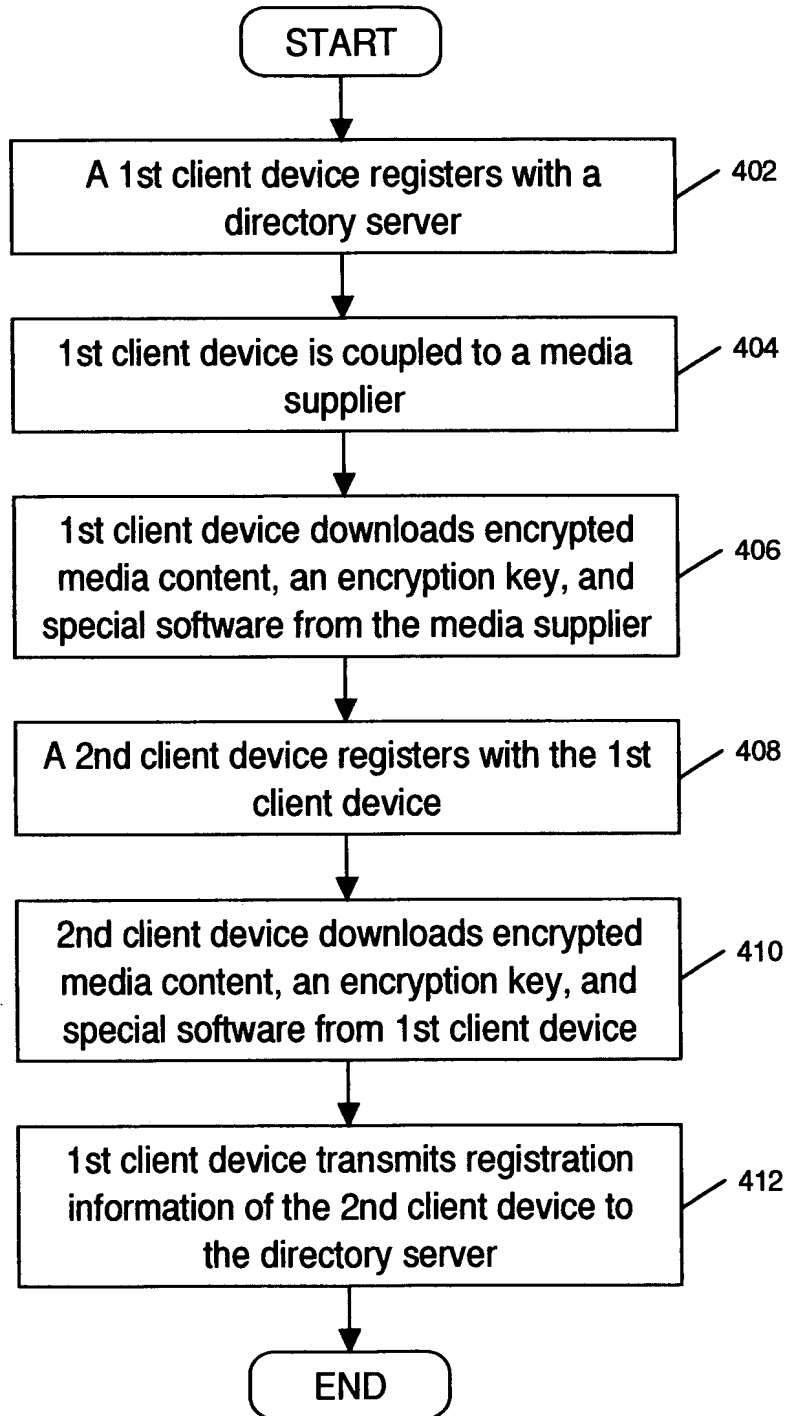 START
A 1st client device registers with a
directory server
402
1st client device is coupled to a media
supplier
404
1st client device downloads encrypted
media content, an encryption key, and
special software from the media supplier
406
A 2nd client device registers with the 1st
client device
408
2nd client device downloads encrypted
media content, an encryption key, and
special software from 1st client device
410
1st client device transmits registration
information of the 2nd client device to
the directory server
412
END